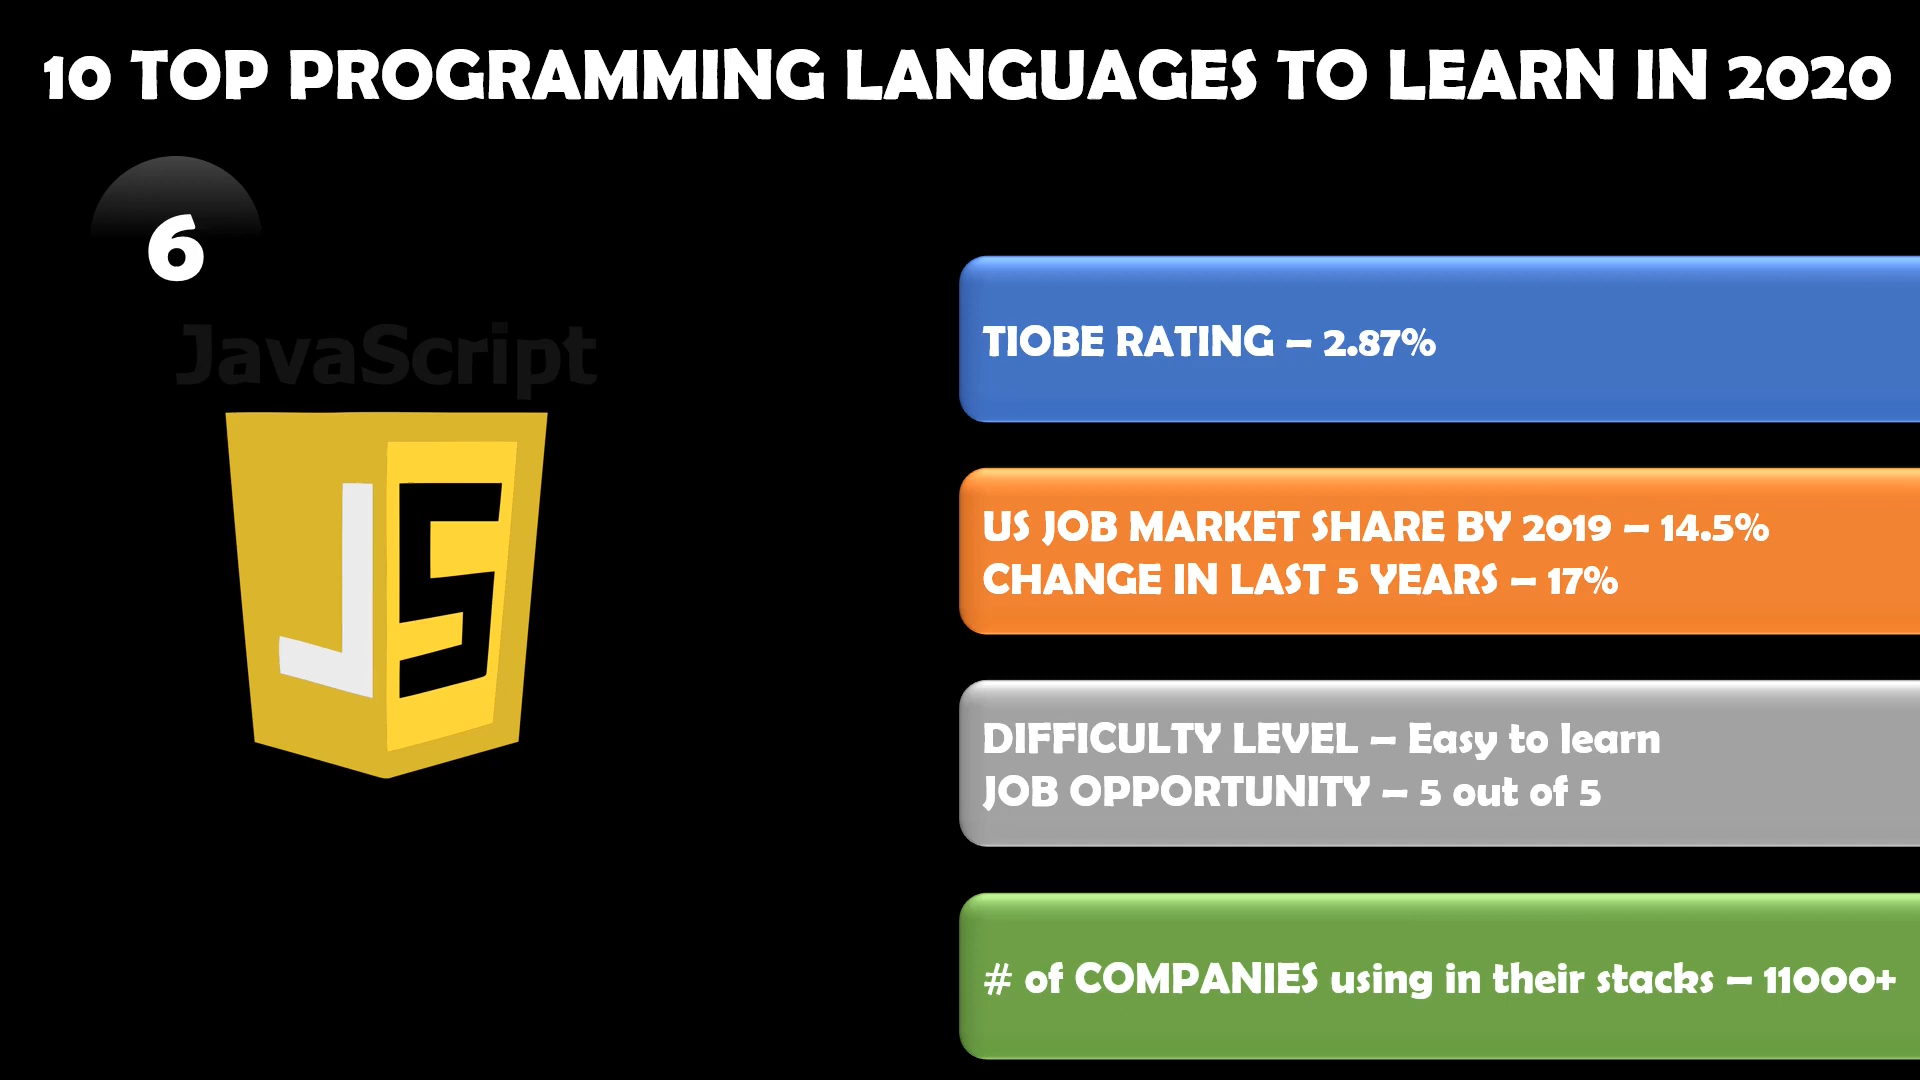 10 TOP PROGRAMMING LANGUAGES TO LEARN IN 2020
6
JavaScript
JS
TIOBE RATING – 2.87%
US JOB MARKET SHARE BY 2019 – 14.5%
CHANGE IN LAST 5 YEARS – 17%
DIFFICULTY LEVEL – Easy to learn
JOB OPPORTUNITY – 5 out of 5
# of COMPANIES using in their stacks – 11000+